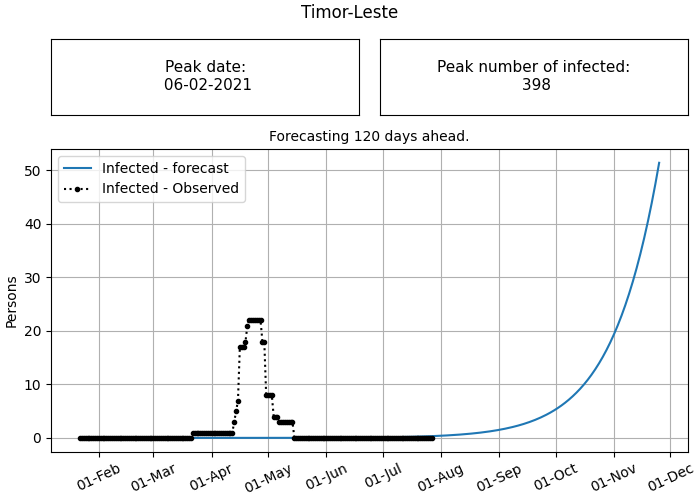 Timor-Leste
Peak date:
06-02-2021
Peak number of infected:
398
Forecasting 120 days ahead.
Infected - forecast
Infected - Observed
Persons
50
40
30
20
10
0
01-Feb
01-Mar
01-Apr
01-May
01-Jun
01-Jul
01-Aug
01-Sep
01-Oct
01-Nov
01-Dec